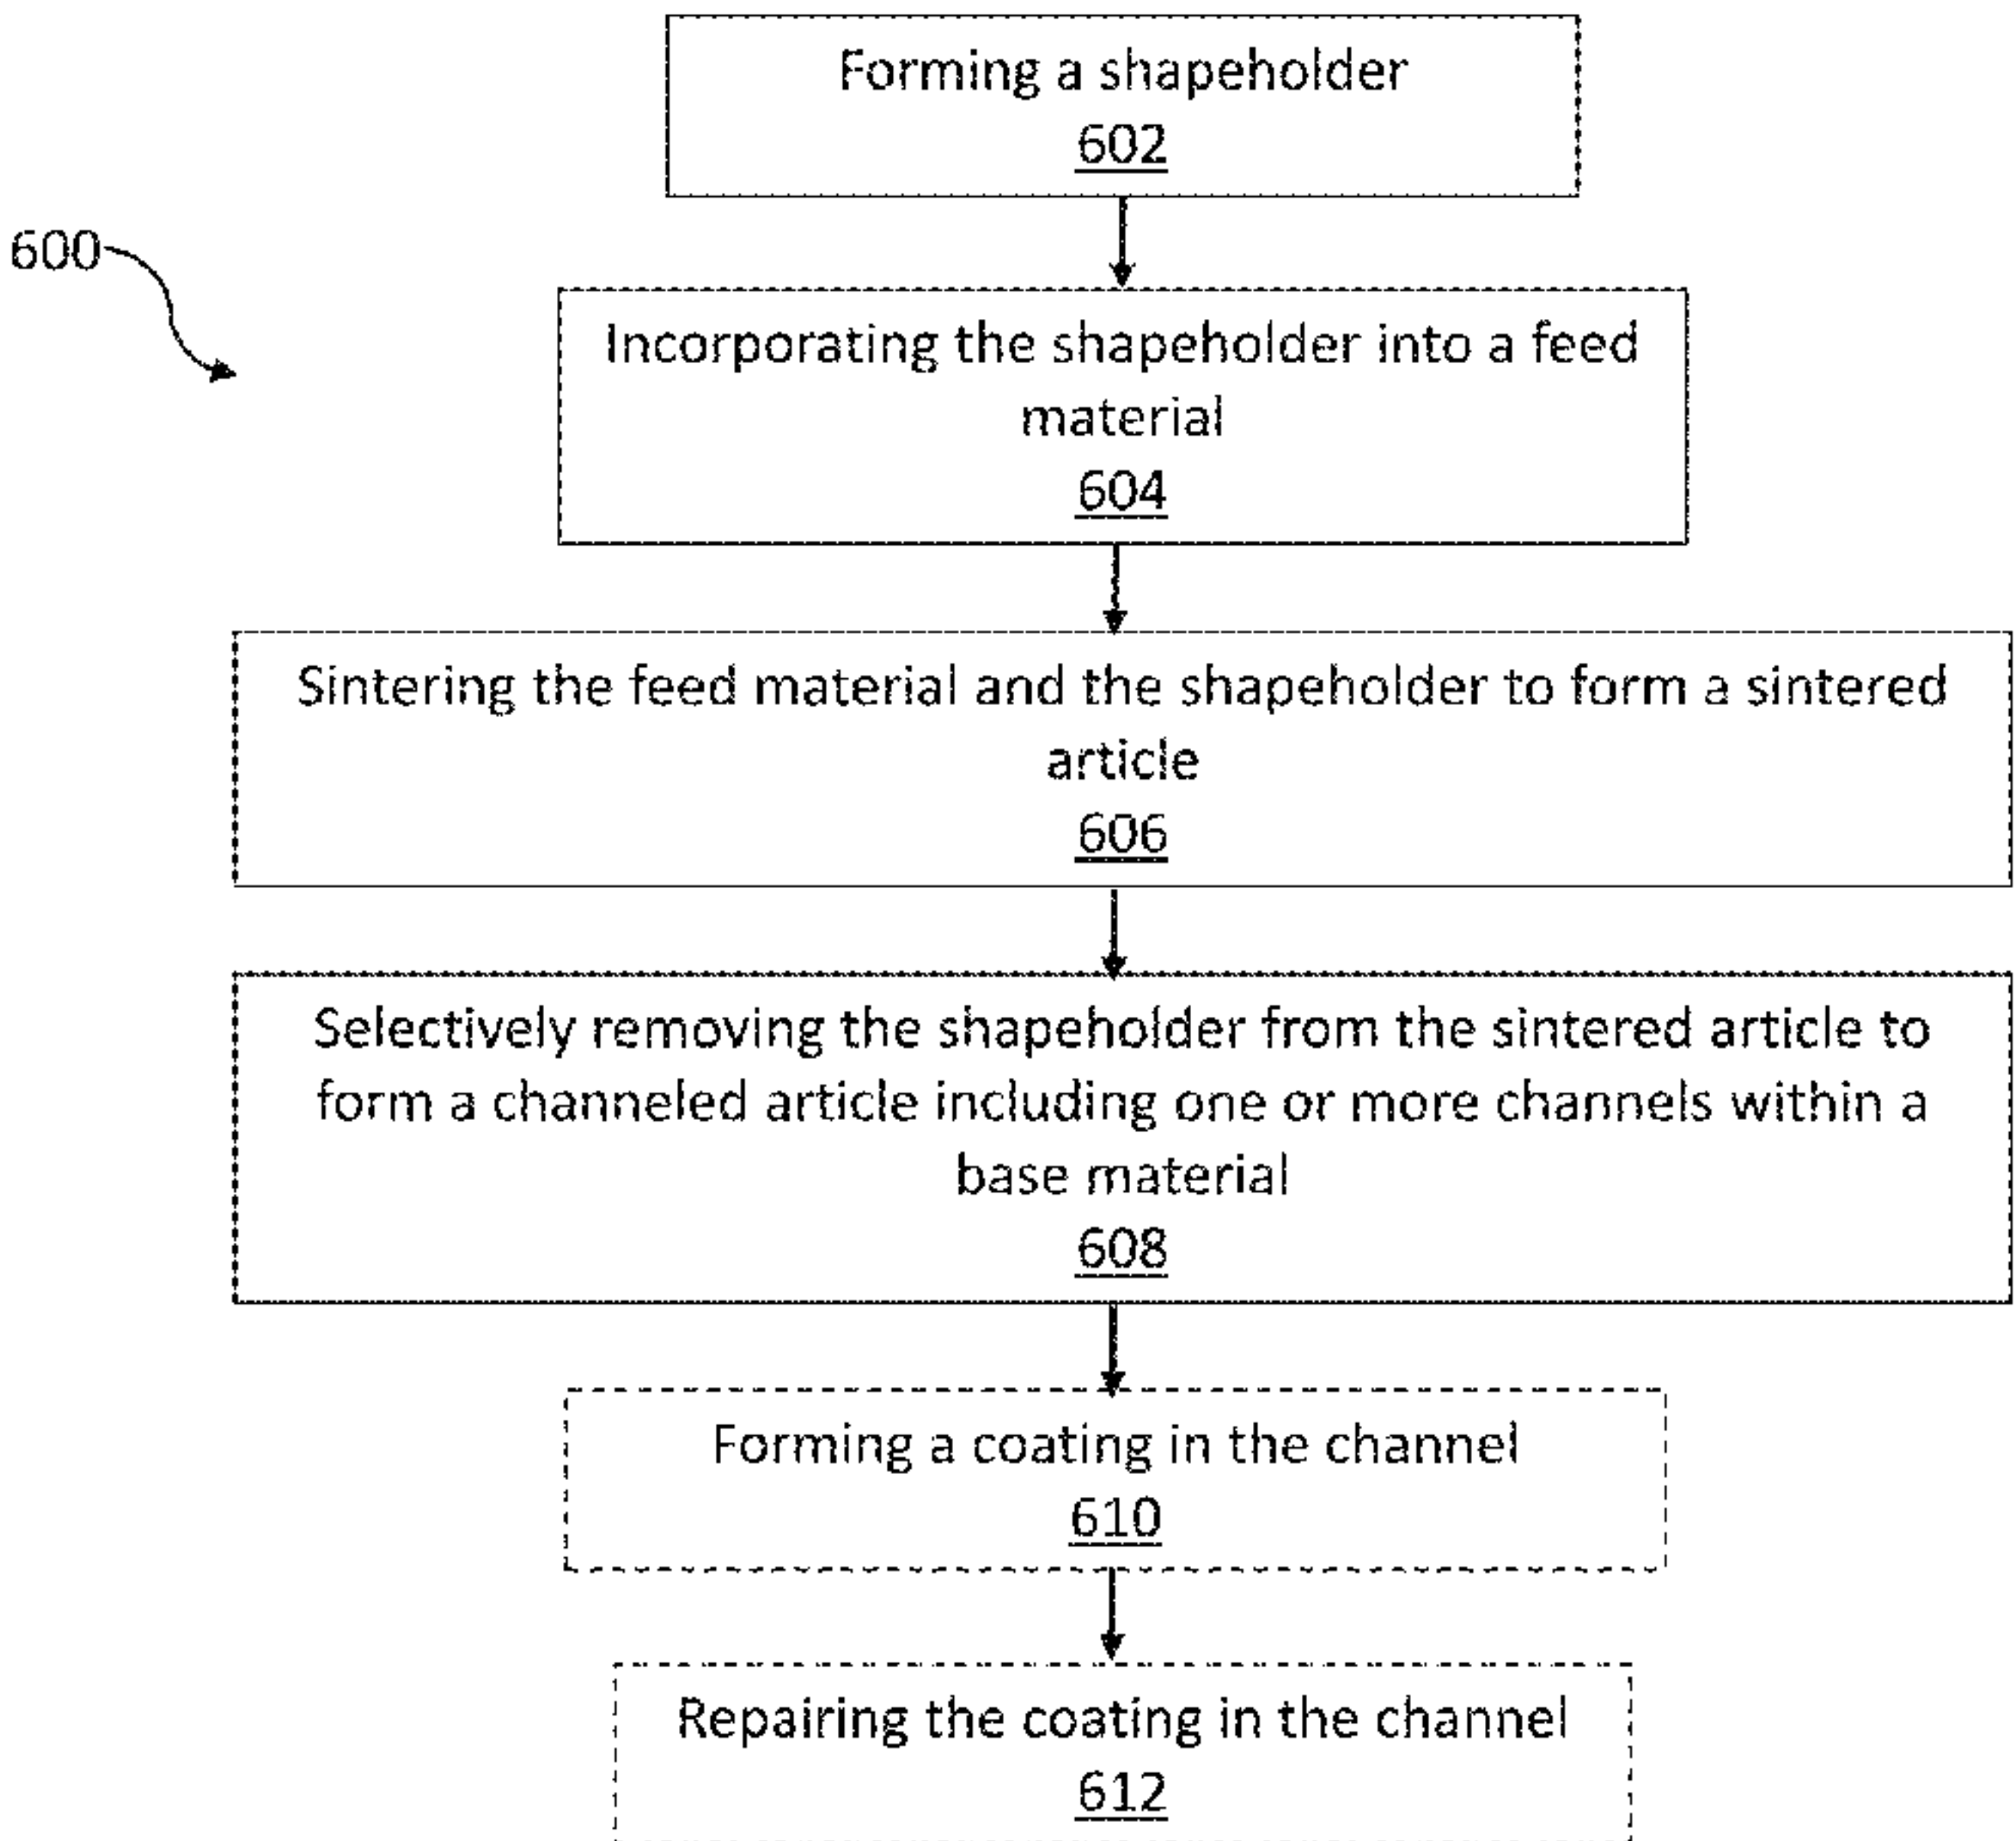 Forming a shapeholder
602
600
Incorporating the shapeholder into a feed
material
604
Sintering the feed material and the shapeholder to form a sintered
article
606
Selectively removing the shapeholder from the sintered article to
form a channeled article including one or more channels within a
base material
608
Forming a coating in the channel
610
Repairing the coating in the channel
612